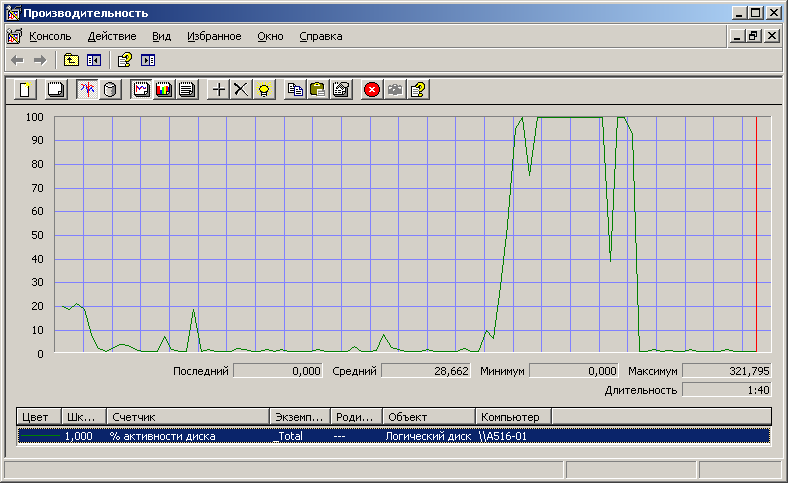 Производительность
Консоль Действие Вид Избранное Окно Справка
100
90
80
70
60
50
40
30
20
10
0
Последний 0,000 Средний 28,662 Минимум 0,000 Максимум 321,795
Длительность 1:40
Цвет Шк... Счетчик Экземп... Роди... Объект Компьютер
1,000 % активности диска _Total --- Логический диск \\A516-01